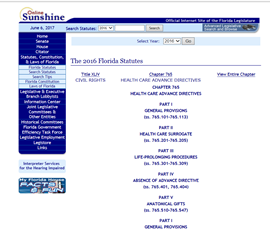 Online
Sunshine
Official Internet Site of the Florida Legislature
June 6, 2017
Search Statutes: 2016 Search
Select Year: 2016 Go
Home
Senate
House
Citator
Statutes, Constitution,
& Laws of Florida
Florida Statutes
Search Statutes
Search Tips
Florida Constitution
Laws of Florida
Legislative & Executive
Branch Lobbyists
Information Center
Joint Legislative
Committees &
Other Entities
Historical Committees
Florida Government
Efficiency Task Force
Legislative Employment
Legistore
Links
Interpreter Services
for the Hearing Impaired
My Florida House
The 2016 Florida Statutes
Title XLIV
CIVIL RIGHTS
Chapter 765
HEALTH CARE ADVANCE DIRECTIVES
View Entire Chapter
CHAPTER 765
HEALTH CARE ADVANCE DIRECTIVES
PART I
GENERAL PROVISIONS
(ss. 765.101-765.113)
PART II
HEALTH CARE SURROGATE
(ss. 765.201-765.205)
PART III
LIFE-PROLONGING PROCEDURES
(ss. 765.301-765.309)
PART IV
ABSENCE OF ADVANCE DIRECTIVE
(ss. 765.401, 765.404)
PART V
ANATOMICAL GIFTS
(ss. 765.510-765.547)
PART I
GENERAL PROVISIONS